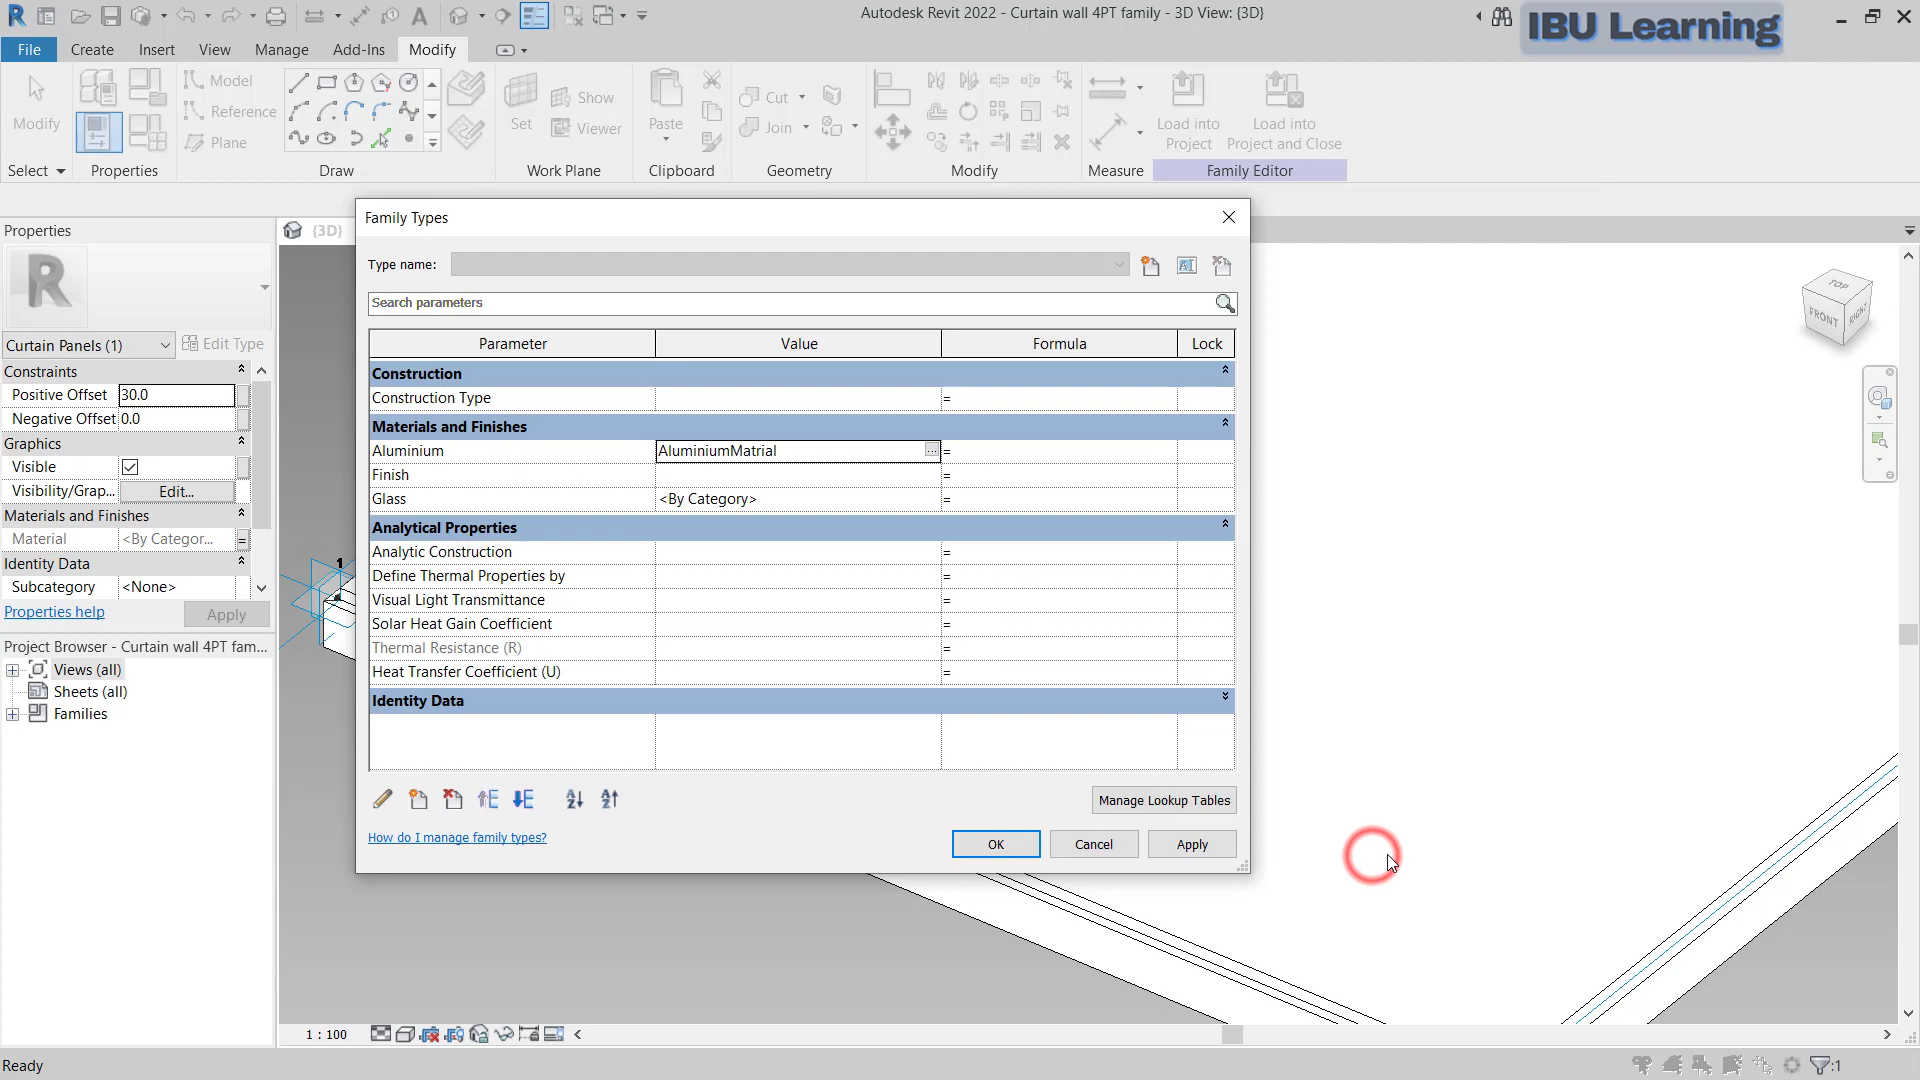 Autodesk Revit 2022 - Curtain wall 4PT family - 3D View: {3D}
IBU Learning
File
Create
Insert
View
Manage
Add-Ins
Modify
Modify
Model
Reference
Plane
Set
Show
Viewer
Paste
Cut
Join
Load into
Project
Load into
Project and Close
Select
Properties
Draw
Work Plane
Clipboard
Geometry
Modify
Measure
Family Editor
Properties
{3D}
R
Curtain Panels (1)
Edit Type
Constraints
Positive Offset 30.0
Negative Offset 0.0
Graphics
Visible
Visibility/Grap... Edit...
Materials and Finishes
Material <By Categor... =
Identity Data
Subcategory <None>
Properties help
Apply
Project Browser - Curtain wall 4PT fam...
Views (all)
Sheets (all)
Families
Family Types
Type name:
Search parameters
Parameter Value Formula Lock
Construction
Construction Type =
Materials and Finishes
Aluminium AluminiumMatrial ... =
Finish =
Glass <By Category> =
Analytical Properties
Analytic Construction =
Define Thermal Properties by =
Visual Light Transmittance =
Solar Heat Gain Coefficient =
Thermal Resistance (R) =
Heat Transfer Coefficient (U) =
Identity Data
Manage Lookup Tables
How do I manage family types?
OK
Cancel
Apply
TOP
FRONT
RIGHT
1
1 : 100
Ready
:1